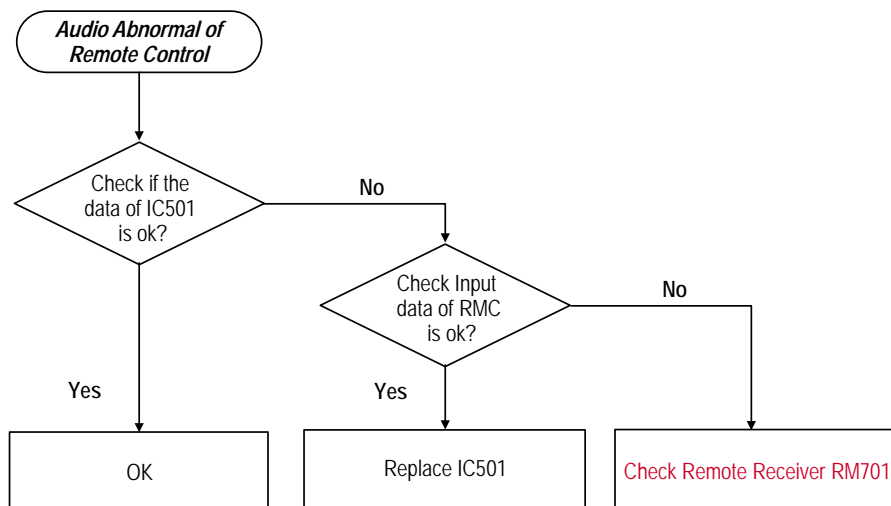 Audio Abnormal of
Remote Control
Check if the
data of IC501
is ok?
No
Check Input
data of RMC
is ok?
No
Yes
Yes
OK
Replace IC501
Check Remote Receiver RM701